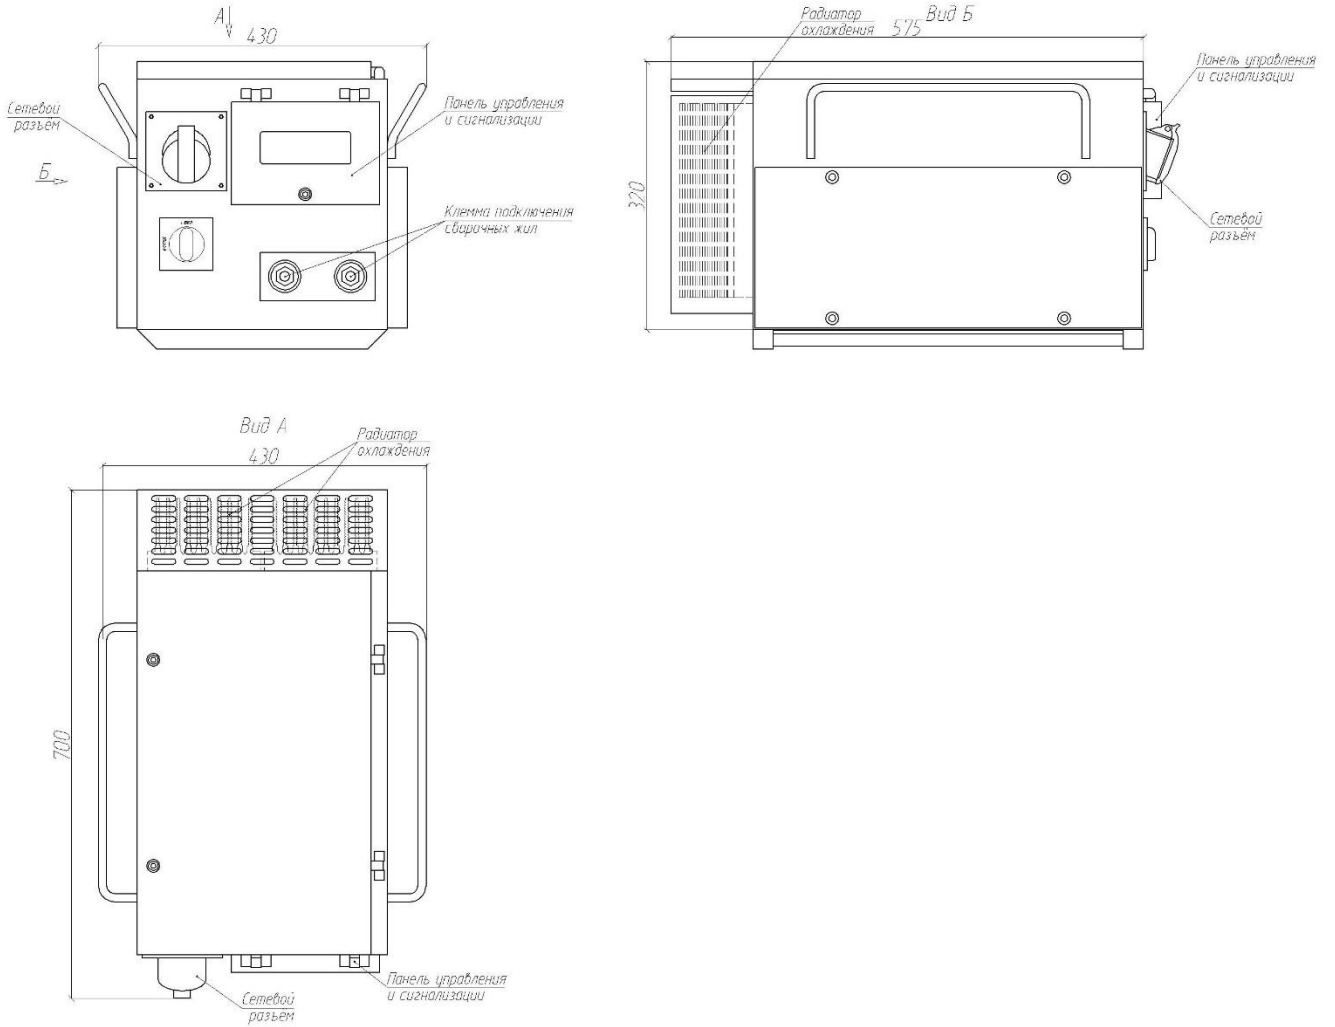 А
430
Сетевой
разъём
Панель управления
и сигнализации
Б
Клемма подключения
сварочных жил
Вид Б
Радиатор
охлаждения
575
Панель управления
и сигнализации
320
Сетевой
разъём
Вид А
430
Радиатор
охлаждения
700
Панель управления
и сигнализации
Сетевой
разъём